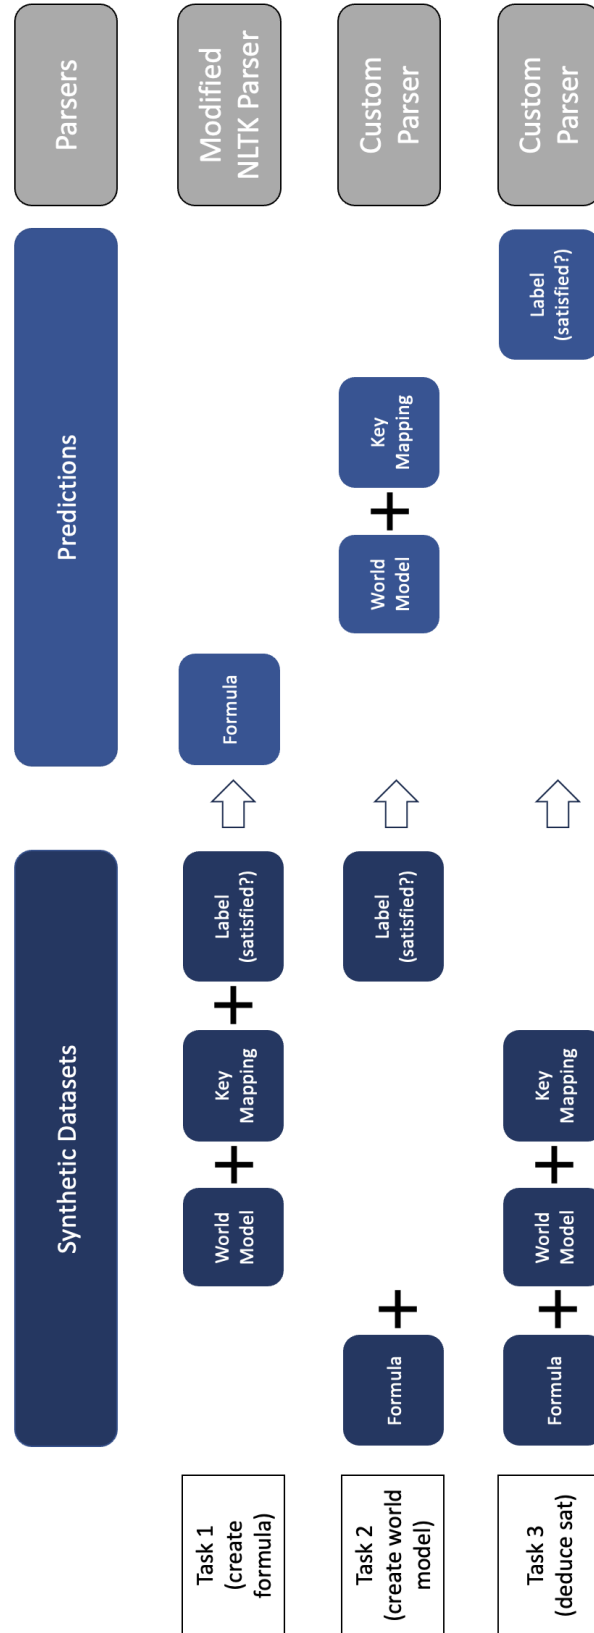 Synthetic Datasets
Predictions
Parsers
Task 1
(create
formula)
World
Model
+
Key
Mapping
+
Label
(satisfied?)
Formula
Modified
NLTK Parser
Task 2
(create world
model)
Formula
+
Label
(satisfied?)
World
Model
+
Key
Mapping
Custom
Parser
Task 3
(deduce sat)
Formula
+
World
Model
+
Key
Mapping
Label
(satisfied?)
Custom
Parser